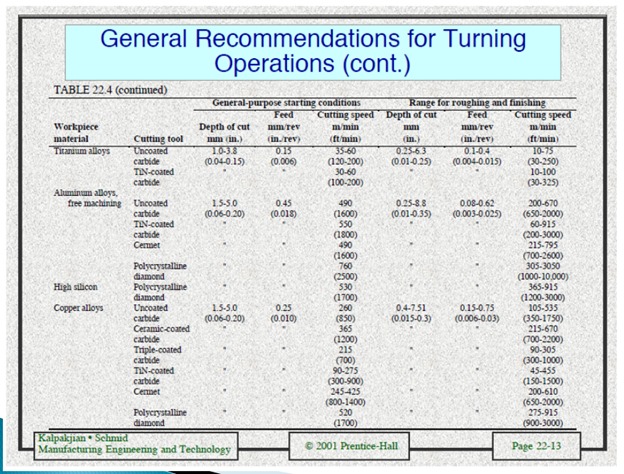 General Recommendations for Turning
Operations (cont.)
TABLE 22.4 (continued)
General-purpose starting conditions Range for roughing and finishing
Feed Cutting speed Depth of cut Feed Cutting speed
Workpiece Depth of cut mm/rev m/min mm mm/rev m/min
material Cutting tool mm (in.) (in./rev) (ft/min) (in.) (in./rev) (ft/min)
Titanium alloys Uncoated 1.0-3.8 0.15 35-60 0.25-6.3 0.1-0.4 10-75
carbide (0.04-0.15) (0.006) (120-200) (0.01-0.25) (0.004-0.015) (30-250)
TiN-coated " " 30-60 " " 10-100
carbide (100-200) (30-325)
Aluminum alloys,
free machining Uncoated 1.5-5.0 0.45 490 0.25-8.8 0.08-0.62 200-670
carbide (0.06-0.20) (0.018) (1600) (0.01-0.35) (0.003-0.025) (650-2000)
TiN-coated " " 550 " " 60-915
carbide (1800) (200-3000)
Cermet " " 490 " " 215-795
(1600) (700-2600)
Polycrystalline " " 760 " " 305-3050
diamond (2500) (1000-10,000)
High silicon Polycrystalline " " 530 " " 365-915
diamond (1700) (1200-3000)
Copper alloys Uncoated 1.5-5.0 0.25 260 0.4-7.51 0.15-0.75 105-535
carbide (0.06-0.20) (0.010) (850) (0.015-0.3) (0.006-0.03) (350-1750)
Ceramic-coated " " 365 " " 215-670
carbide (1200) (700-2200)
Triple-coated " " 215 " " 90-305
carbide (700) (300-1000)
TiN-coated " " 90-275 " " 45-455
carbide (300-900) (150-1500)
Cermet " " 245-425 " " 200-610
(800-1400) (650-2000)
Polycrystalline " " 520 " " 275-915
diamond (1700) (900-3000)
Kalpakjian • Schmid
Manufacturing Engineering and Technology © 2001 Prentice-Hall Page 22-13